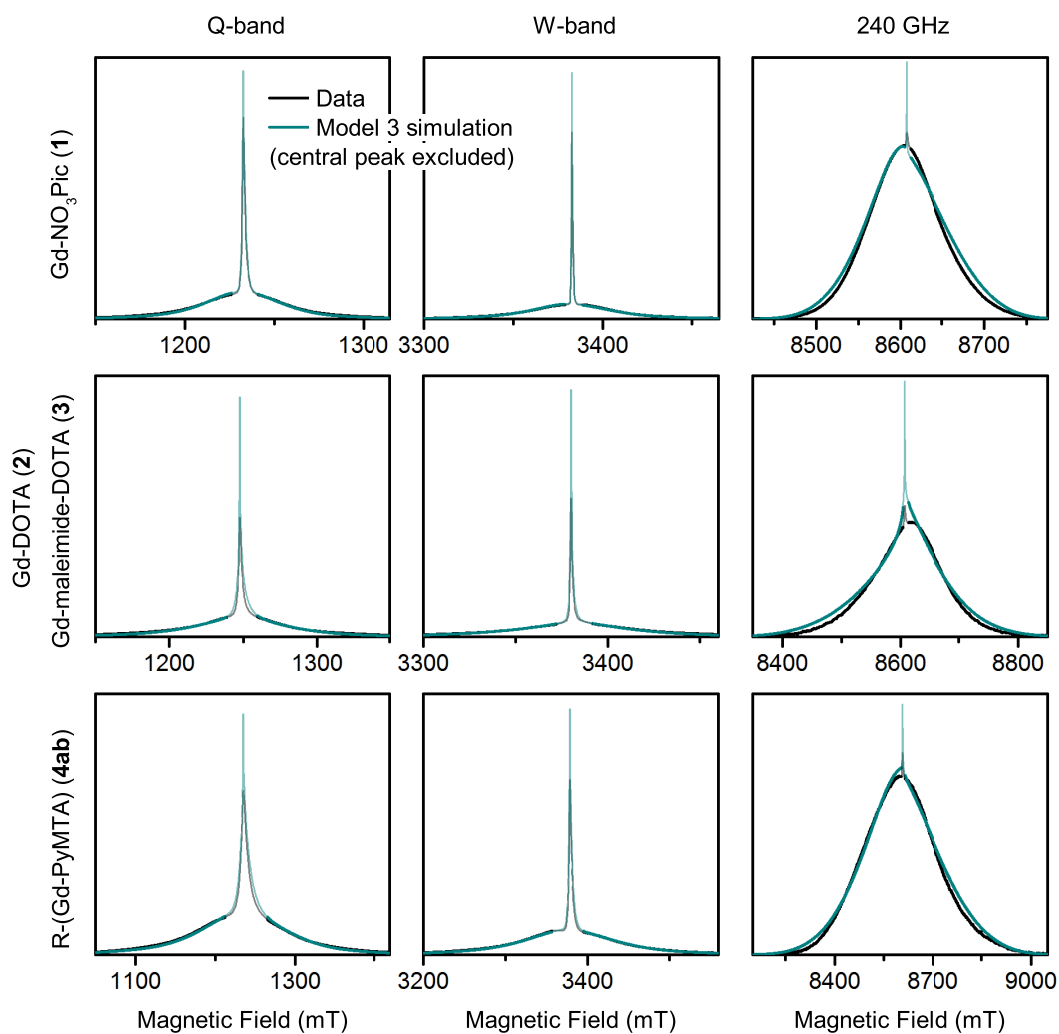 Q-band
W-band
240 GHz
Data
Model 3 simulation
(central peak excluded)
Gd-NO₃Pic (1)
1200
1300
3300
3400
8500
8600
8700
Gd-DOTA (2)
Gd-maleimide-DOTA (3)
1200
1300
3300
3400
8400
8600
8800
R-(Gd-PyMTA) (4ab)
1100
1300
3200
3400
8400
8700
9000
Magnetic Field (mT)
Magnetic Field (mT)
Magnetic Field (mT)